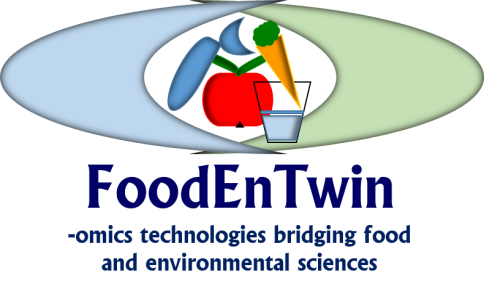 FoodEnTwin
-omics technologies bridging food
and environmental sciences